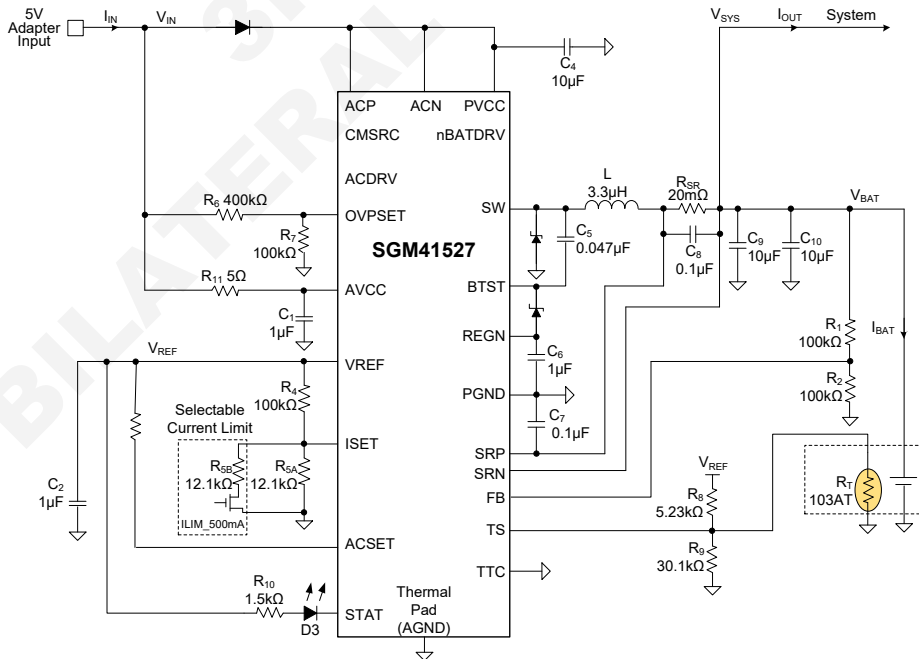 5V
Adapter
Input
I_IN
V_IN
V_SYS
I_OUT
System
C4
10µF
ACP
ACN
PVCC
CMSRC
nBATDRV
ACDRV
R6 400kΩ
OVPSET
R7
100kΩ
SGM41527
SW
L
3.3µH
R_SR
20mΩ
V_BAT
C5
0.047µF
C8
0.1µF
C9
10µF
C10
10µF
R11 5Ω
AVCC
C1
1µF
BTST
REGN
C6
1µF
R1
100kΩ
I_BAT
V_REF
VREF
R4
100kΩ
PGND
C7
0.1µF
R2
100kΩ
Selectable
Current Limit
ISET
R5B
12.1kΩ
R5A
12.1kΩ
ILIM_500mA
C2
1µF
SRP
SRN
FB
V_REF
R8
5.23kΩ
R_T
103AT
TS
R9
30.1kΩ
ACSET
TTC
R10
1.5kΩ
D3
STAT
Thermal
Pad
(AGND)
BILATERAL